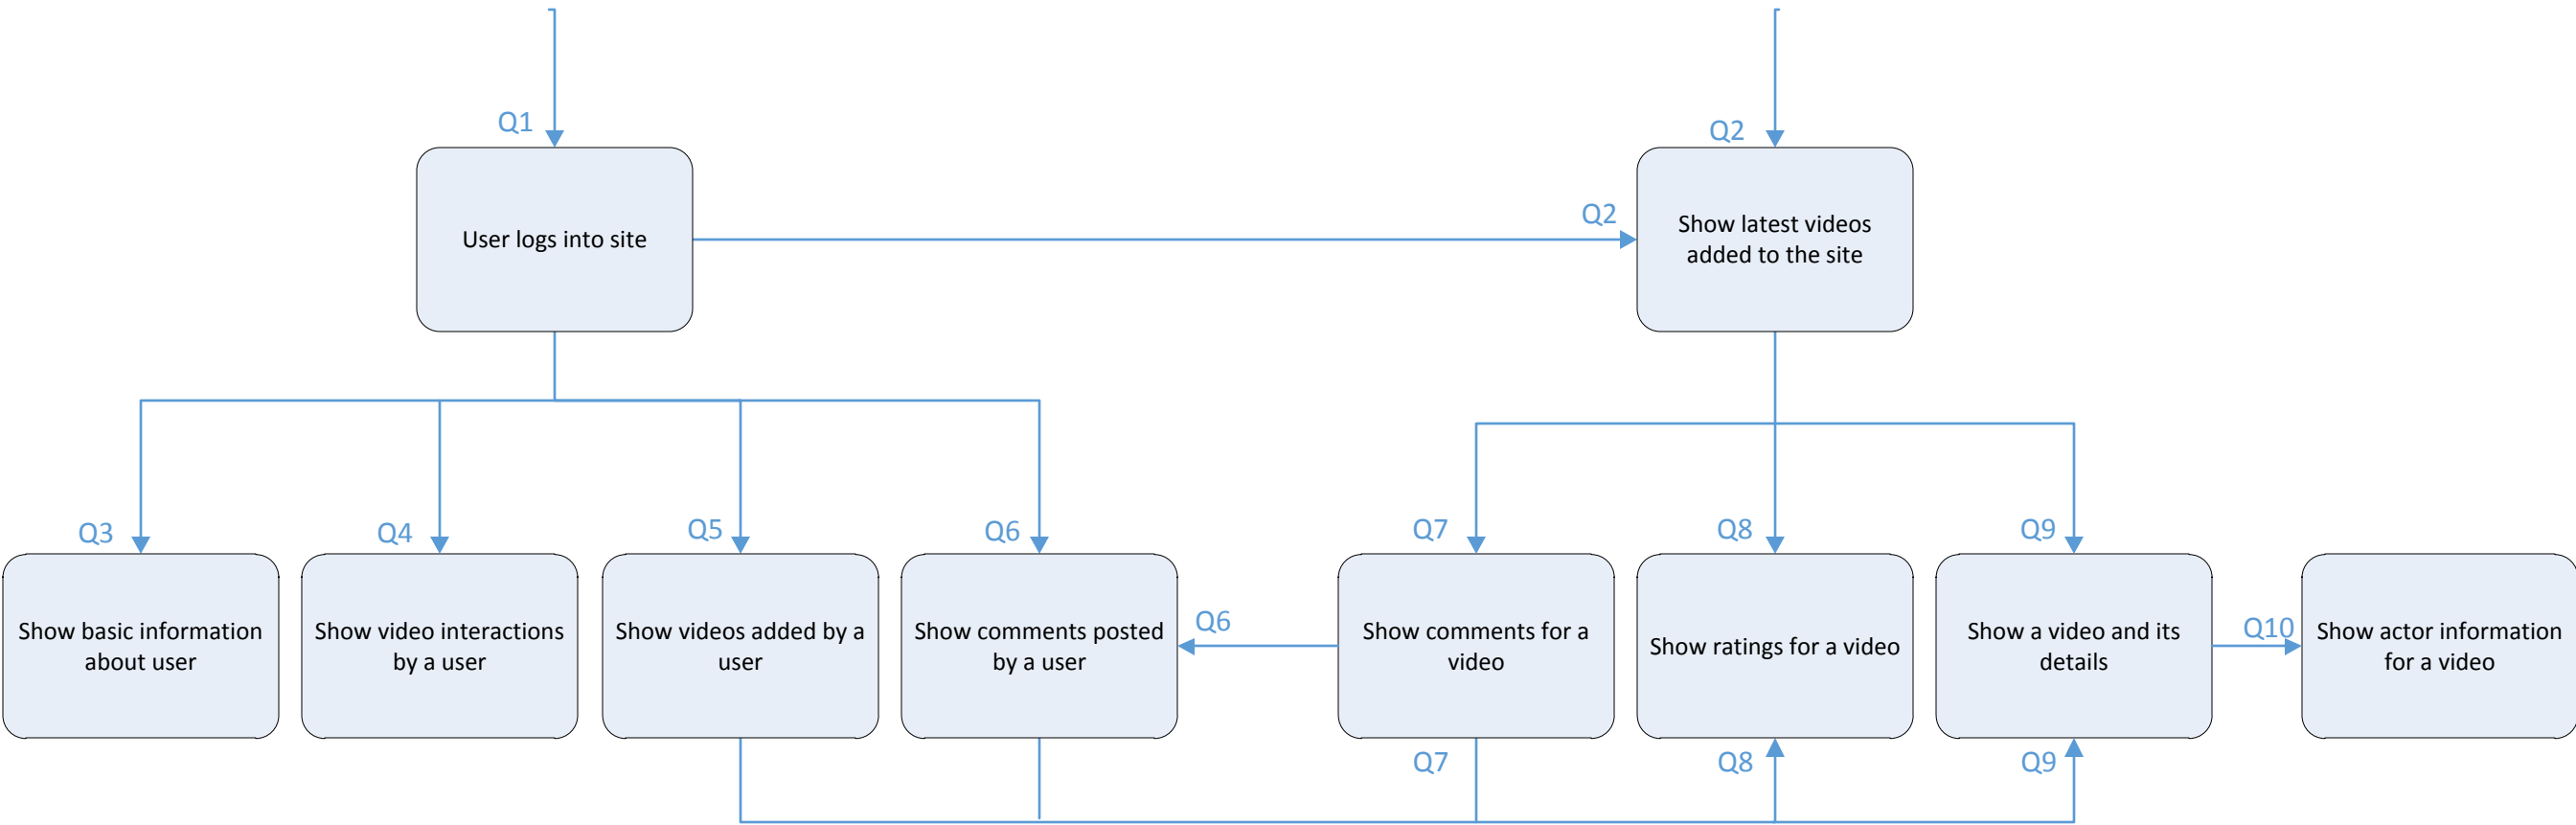 Q1
Q2
User logs into site
Q2
Show latest videos
added to the site
Q3
Q4
Q5
Q6
Q7
Q8
Q9
Show basic information
about user
Show video interactions
by a user
Show videos added by a
user
Show comments posted
by a user
Q6
Show comments for a
video
Show ratings for a video
Show a video and its
details
Q10
Show actor information
for a video
Q7
Q8
Q9